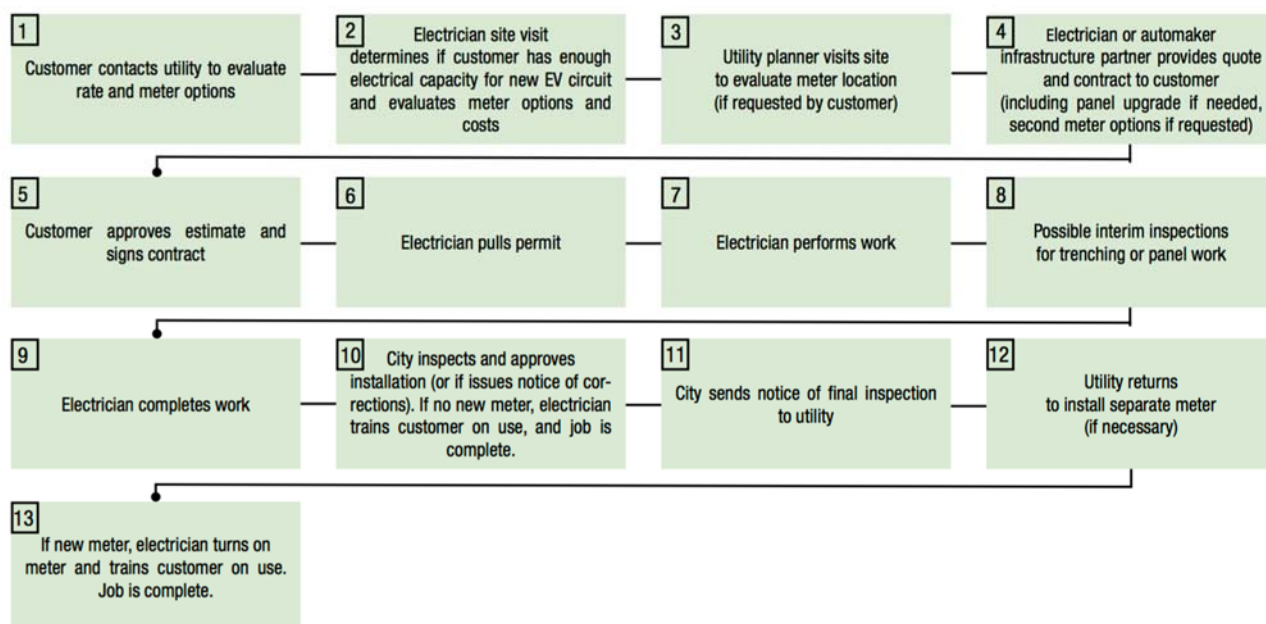 1
Customer contacts utility to evaluate
rate and meter options
2
Electrician site visit
determines if customer has enough
electrical capacity for new EV circuit
and evaluates meter options and
costs
3
Utility planner visits site
to evaluate meter location
(if requested by customer)
4
Electrician or automaker
infrastructure partner provides quote
and contract to customer
(including panel upgrade if needed,
second meter options if requested)
5
Customer approves estimate and
signs contract
6
Electrician pulls permit
7
Electrician performs work
8
Possible interim inspections
for trenching or panel work
9
Electrician completes work
10
City inspects and approves
installation (or if issues notice of cor-
rections). If no new meter, electrician
trains customer on use, and job is
complete.
11
City sends notice of final inspection
to utility
12
Utility returns
to install separate meter
(if necessary)
13
If new meter, electrician turns on
meter and trains customer on use.
Job is complete.